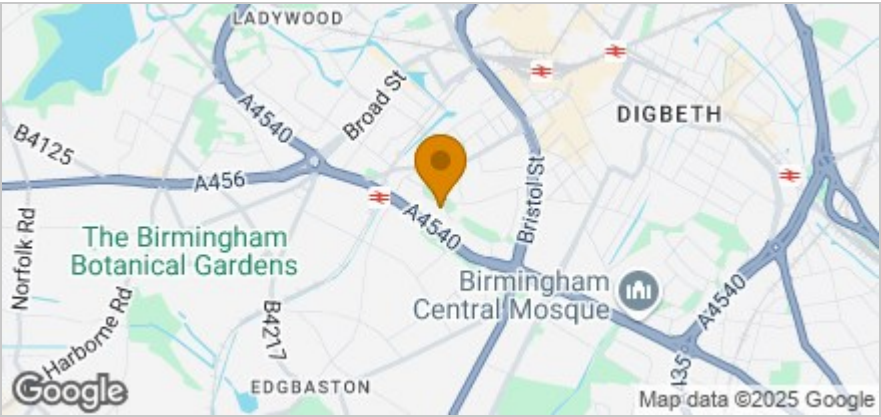 LADYWOOD
A4540
Broad St
DIGBETH
B4125
A456
Bristol St
A4540
The Birmingham
Botanical Gardens
Norfolk Rd
Birmingham
Central Mosque
A4540
Harborne Rd
B4217
EDGBASTON
Google
Map data ©2025 Google